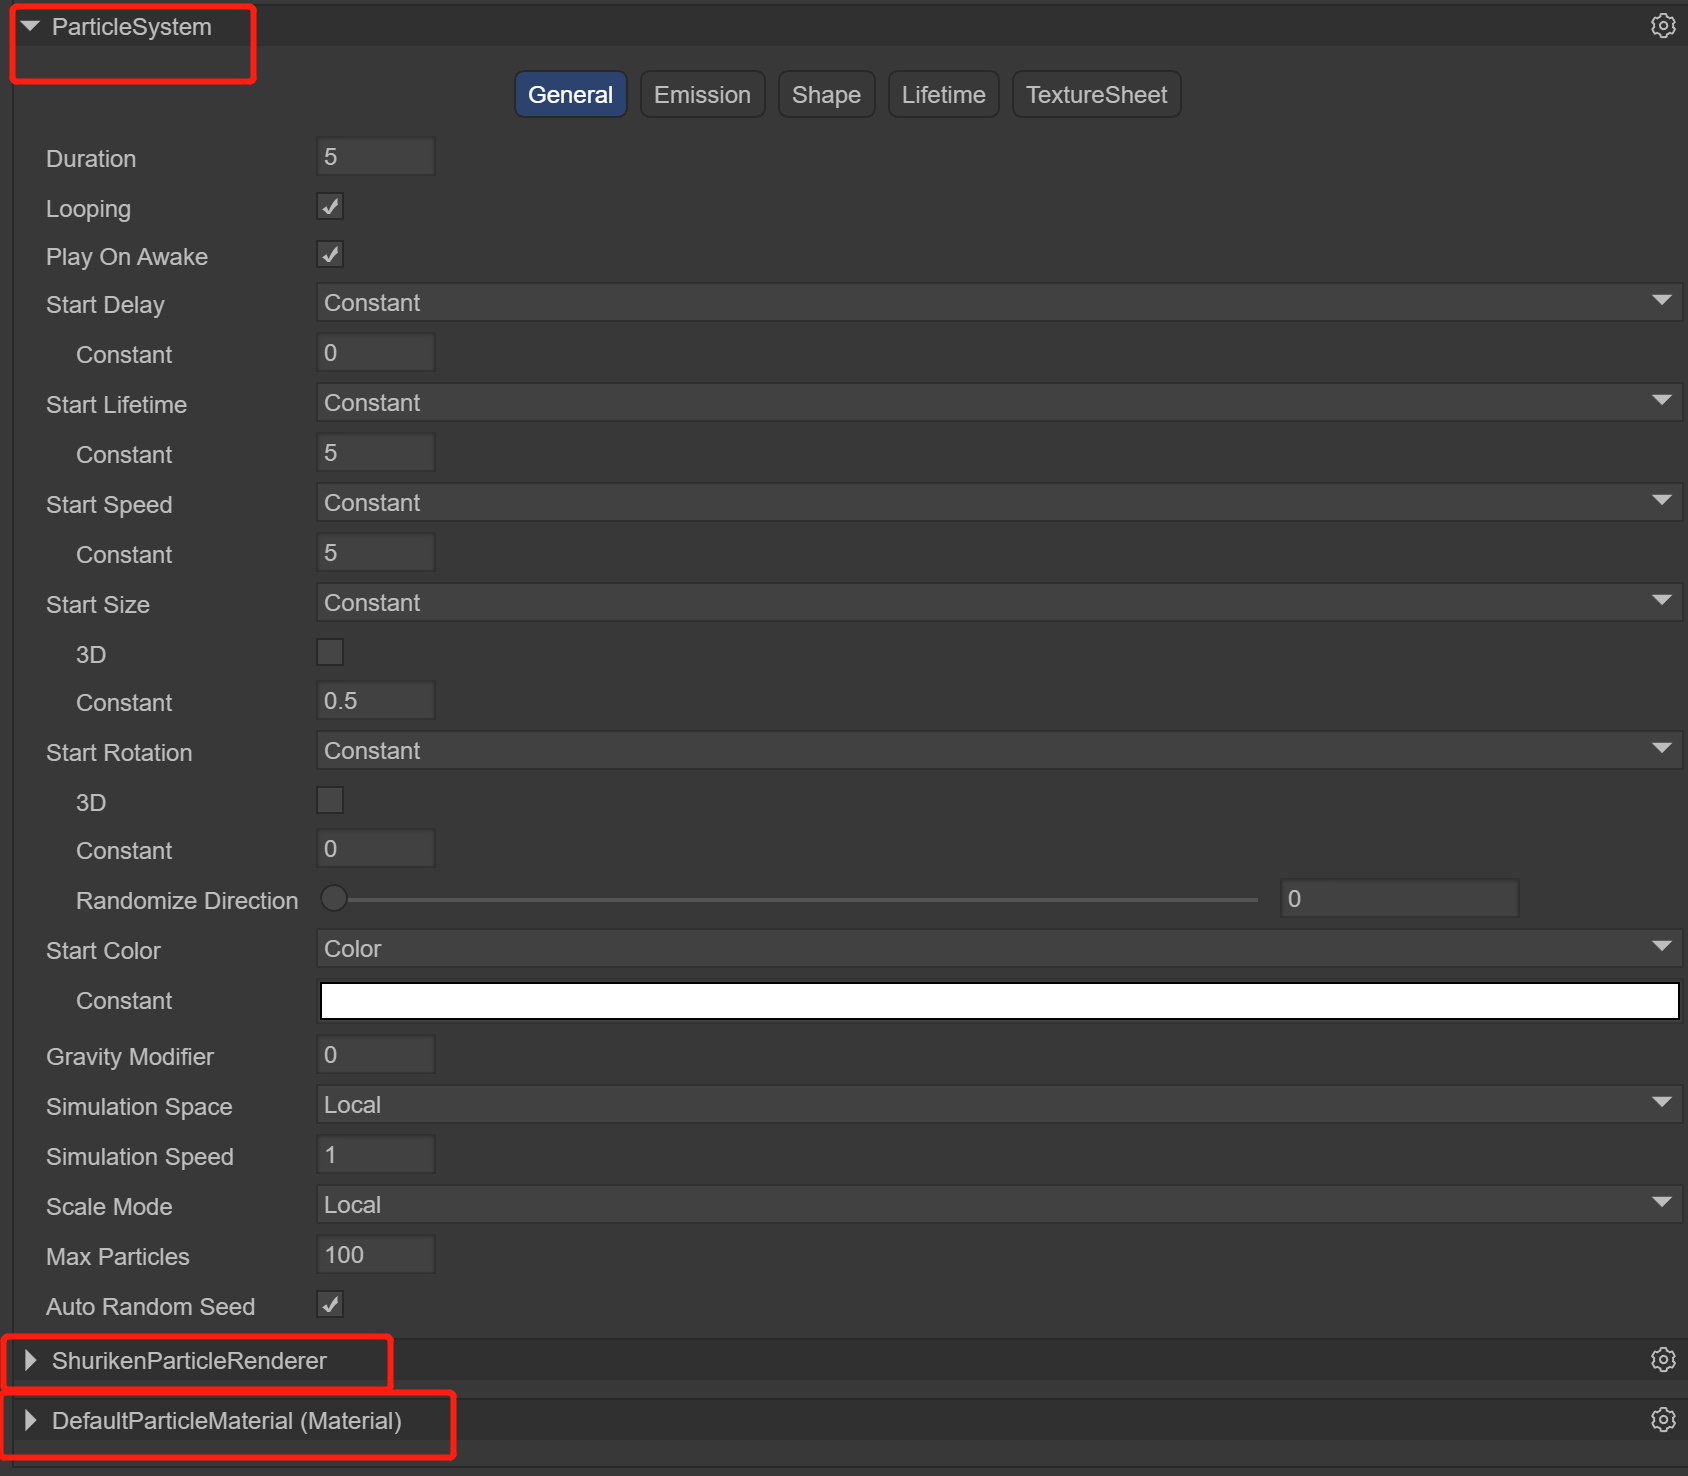 ParticleSystem
General Emission Shape Lifetime TextureSheet
Duration 5
Looping
Play On Awake
Start Delay Constant
Constant 0
Start Lifetime Constant
Constant 5
Start Speed Constant
Constant 5
Start Size Constant
3D
Constant 0.5
Start Rotation Constant
3D
Constant 0
Randomize Direction 0
Start Color Color
Constant
Gravity Modifier 0
Simulation Space Local
Simulation Speed 1
Scale Mode Local
Max Particles 100
Auto Random Seed
ShurikenParticleRenderer
DefaultParticleMaterial (Material)